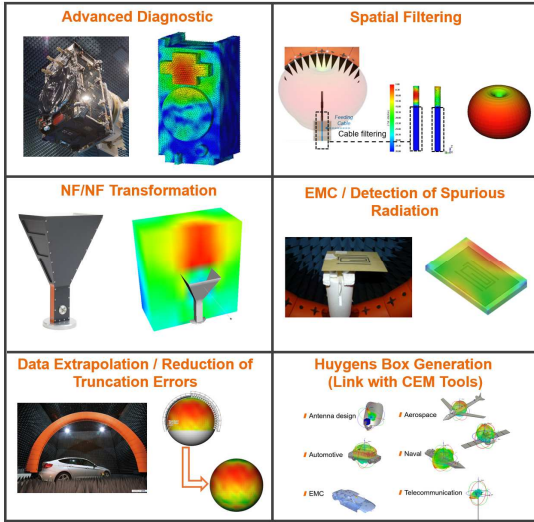 Advanced Diagnostic
Spatial Filtering
Feeding
Cable
Cable filtering
NF/NF Transformation
EMC / Detection of Spurious
Radiation
Data Extrapolation / Reduction of
Truncation Errors
Huygens Box Generation
(Link with CEM Tools)
Antenna design
Aerospace
Automotive
Naval
EMC
Telecommunication